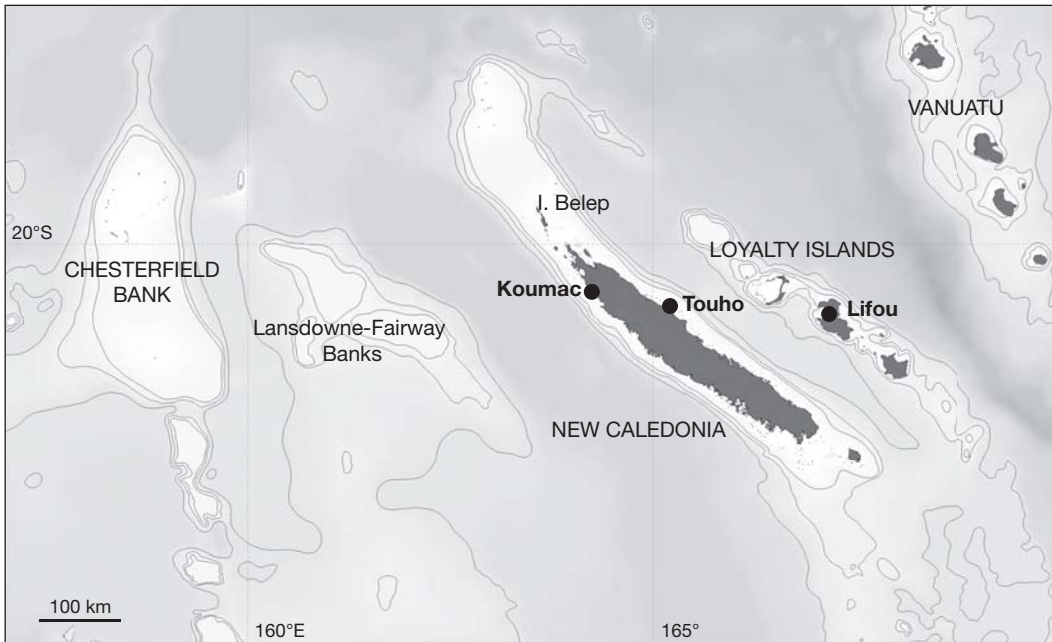 VANUATU
I. Belep
20°S
LOYALTY ISLANDS
CHESTERFIELD
BANK
Koumac
Touho
Lifou
Lansdowne-Fairway
Banks
NEW CALEDONIA
100 km
160°E
165°